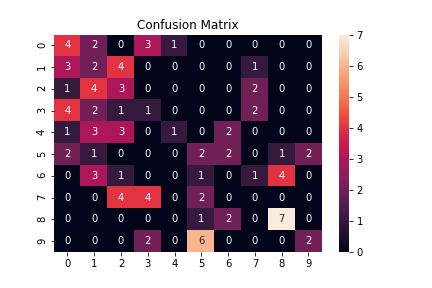 Confusion Matrix
0 4 2 0 3 1 0 0 0 0 0
1 3 2 4 0 0 0 0 1 0 0
2 1 4 3 0 0 0 0 2 0 0
3 4 2 1 1 0 0 0 2 0 0
4 1 3 3 0 1 0 2 0 0 0
5 2 1 0 0 0 2 2 0 1 2
6 0 3 1 0 0 1 0 1 4 0
7 0 0 4 4 0 2 0 0 0 0
8 0 0 0 0 0 1 2 0 7 0
9 0 0 0 2 0 6 0 0 0 2
0 1 2 3 4 5 6 7 8 9
7
6
5
4
3
2
1
0